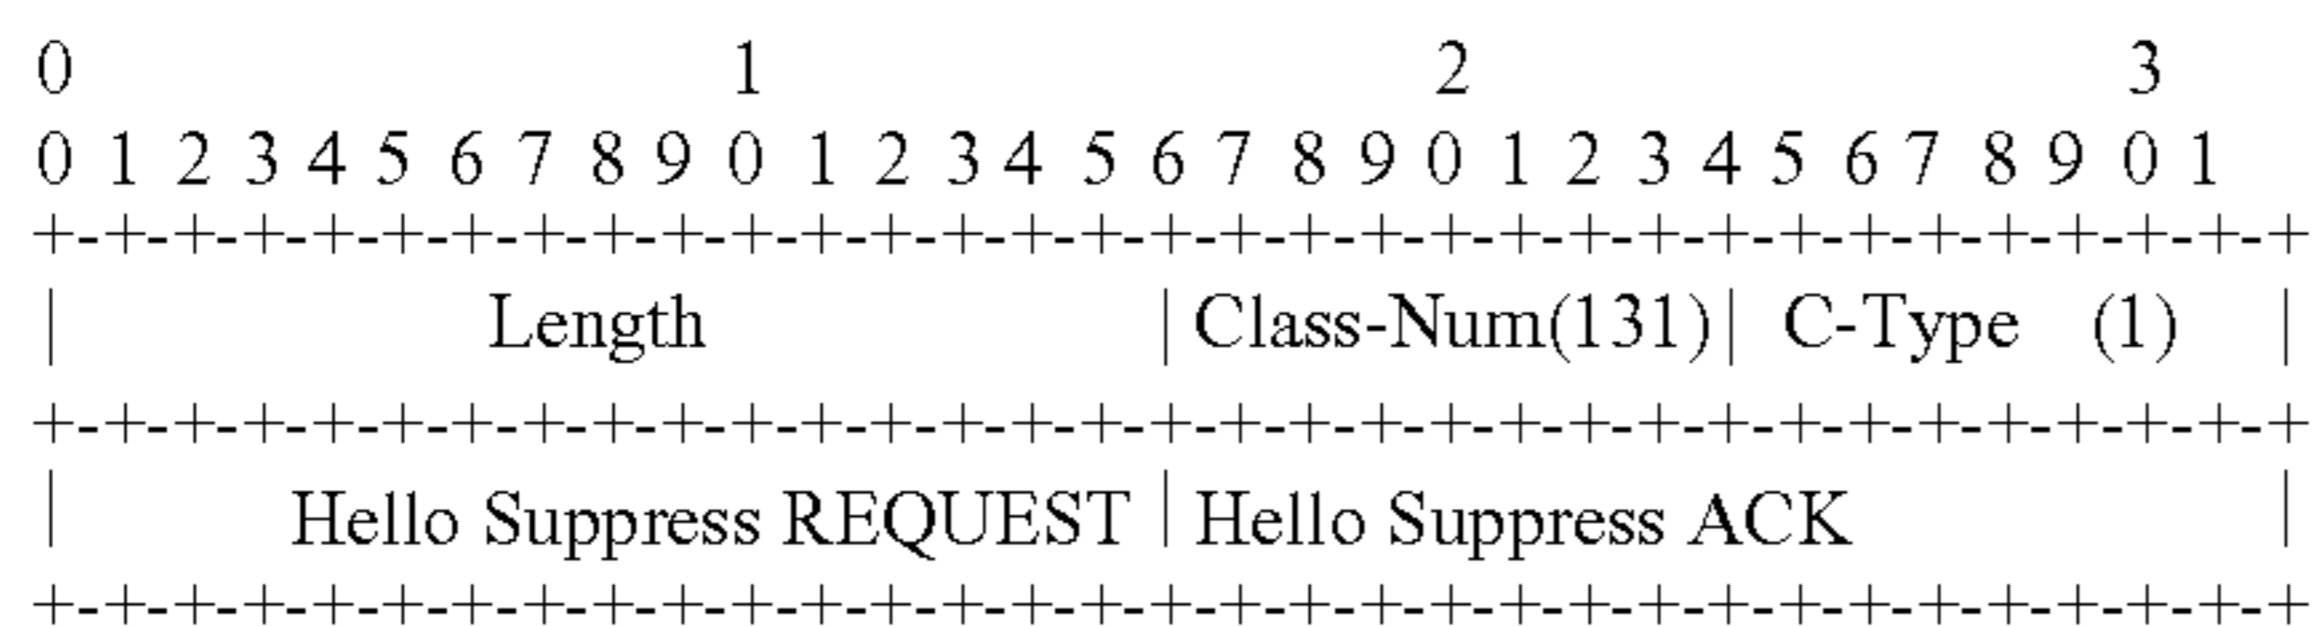 0 1 2 3
0 1 2 3 4 5 6 7 8 9 0 1 2 3 4 5 6 7 8 9 0 1 2 3 4 5 6 7 8 9 0 1
+-+-+-+-+-+-+-+-+-+-+-+-+-+-+-+-+-+-+-+-+-+-+-+-+-+-+-+-+-+-+-+-+
| Length | Class-Num(131)| C-Type (1) |
+-+-+-+-+-+-+-+-+-+-+-+-+-+-+-+-+-+-+-+-+-+-+-+-+-+-+-+-+-+-+-+-+
| Hello Suppress REQUEST | Hello Suppress ACK |
+-+-+-+-+-+-+-+-+-+-+-+-+-+-+-+-+-+-+-+-+-+-+-+-+-+-+-+-+-+-+-+-+